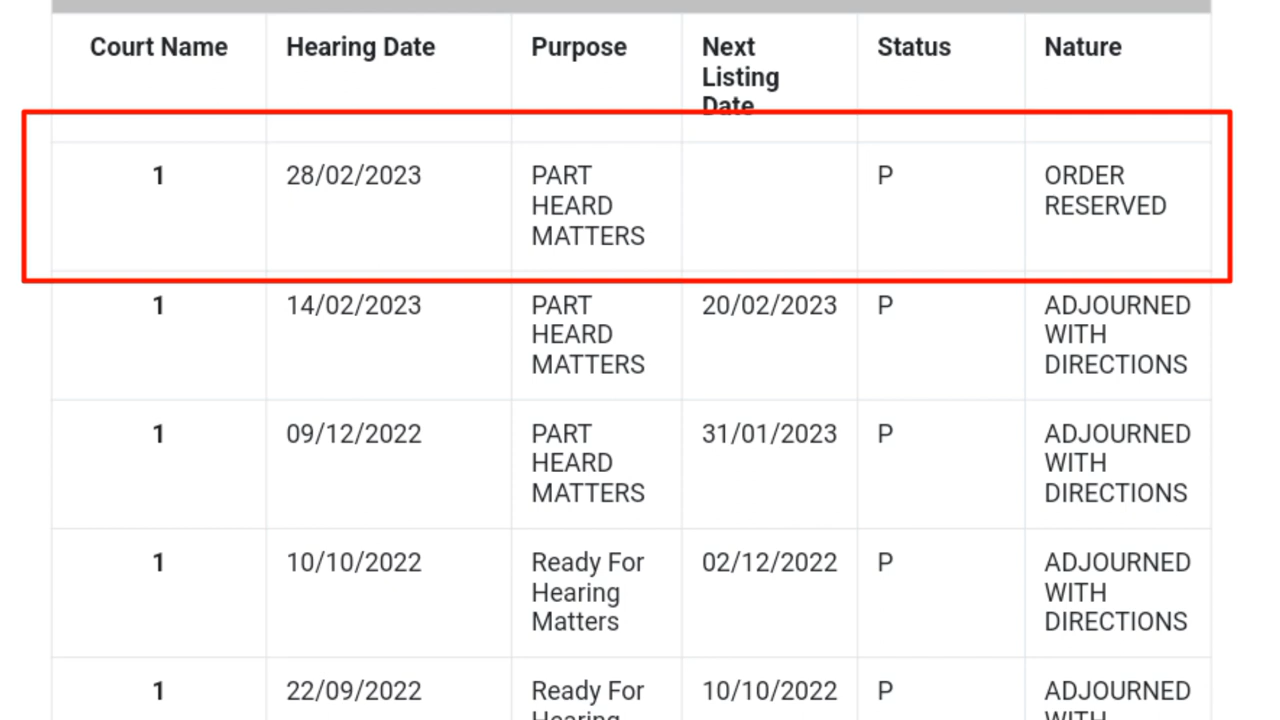 Court Name Hearing Date Purpose Next Listing Date Status Nature
1 28/02/2023 PART HEARD MATTERS P ORDER RESERVED
1 14/02/2023 PART HEARD MATTERS 20/02/2023 P ADJOURNED WITH DIRECTIONS
1 09/12/2022 PART HEARD MATTERS 31/01/2023 P ADJOURNED WITH DIRECTIONS
1 10/10/2022 Ready For Hearing Matters 02/12/2022 P ADJOURNED WITH DIRECTIONS
1 22/09/2022 Ready For Hearing 10/10/2022 P ADJOURNED WITH